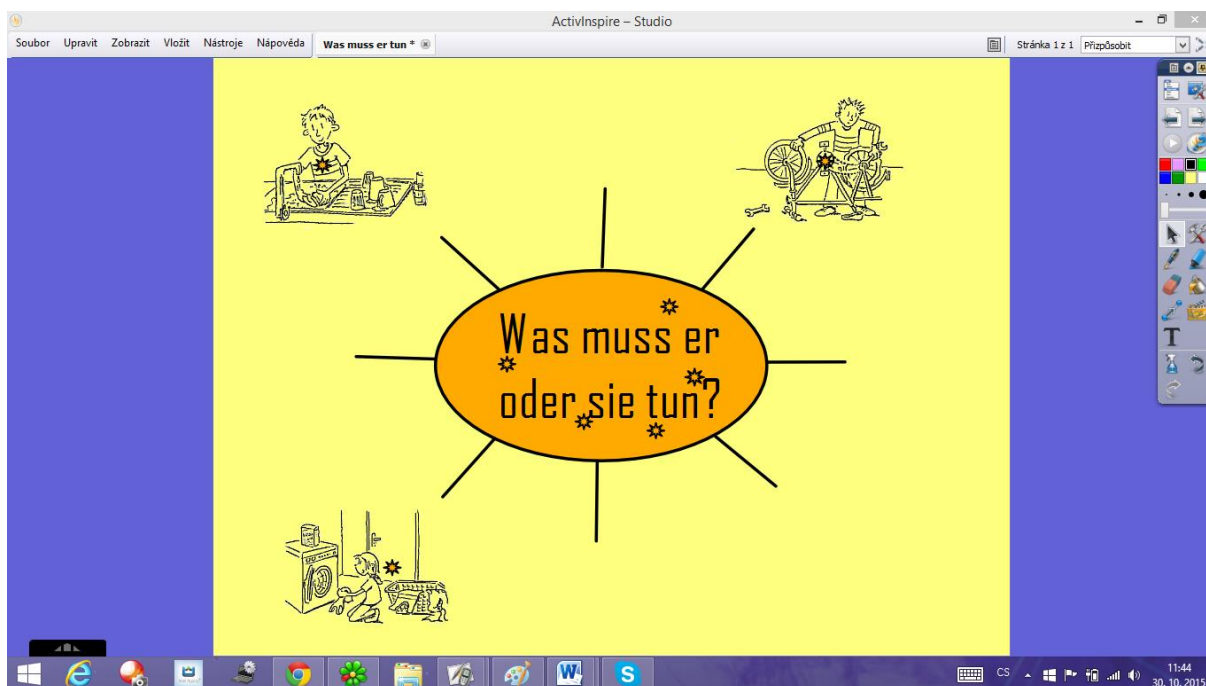 ActivInspire – Studio
Soubor Upravit Zobrazit Vložit Nástroje Nápověda Was muss er tun * Stránka 1 z 1 Přizpůsobit
Was muss er
oder sie tun?
T
W S CS 11:44
30. 10. 2015